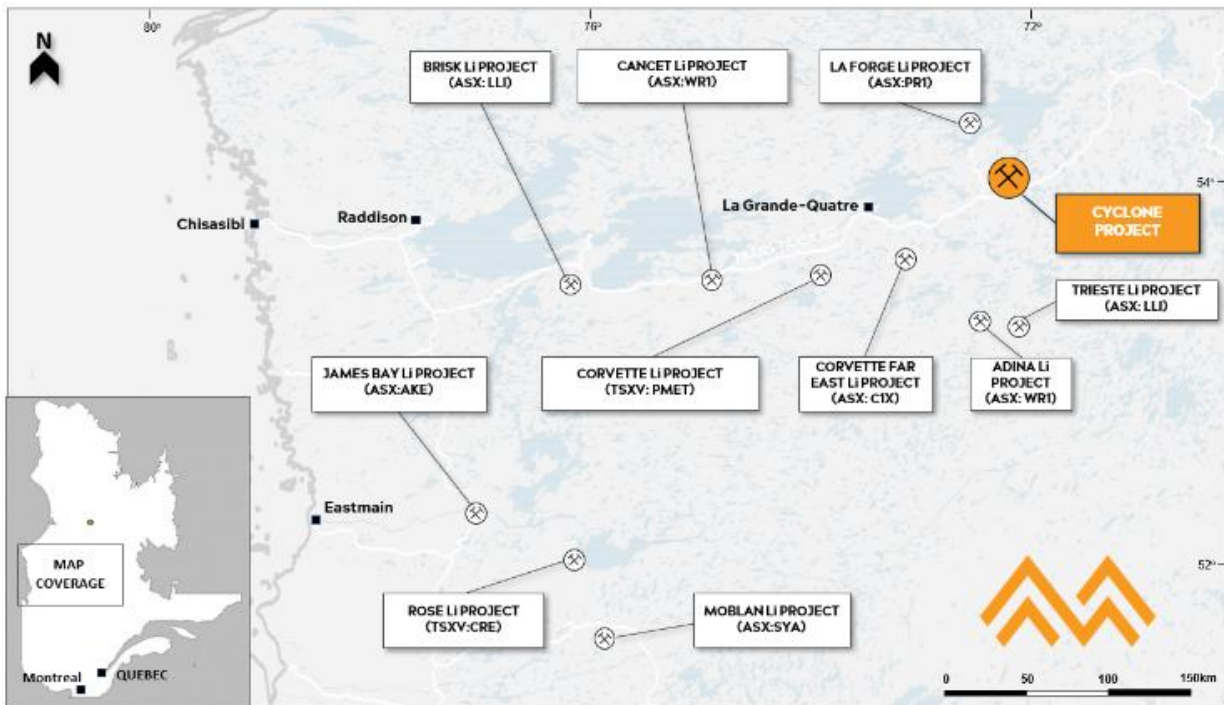 N
80°
76°
72°
BRISK Li PROJECT
(ASX: LLI)
CANCET Li PROJECT
(ASX:WR1)
LA FORGE Li PROJECT
(ASX:PR1)
54°
Chisasibi
Raddison
La Grande-Quatre
CYCLONE
PROJECT
TRIESTE Li PROJECT
(ASX: LLI)
JAMES BAY Li PROJECT
(ASX:AKE)
CORVETTE Li PROJECT
(TSXV: PMET)
CORVETTE FAR
EAST Li PROJECT
(ASX: C1X)
ADINA Li
PROJECT
(ASX: WR1)
Eastmain
52°
MAP
COVERAGE
ROSE Li PROJECT
(TSXV:CRE)
MOBLAN Li PROJECT
(ASX:SYA)
Montreal
QUEBEC
0 50 100 150km